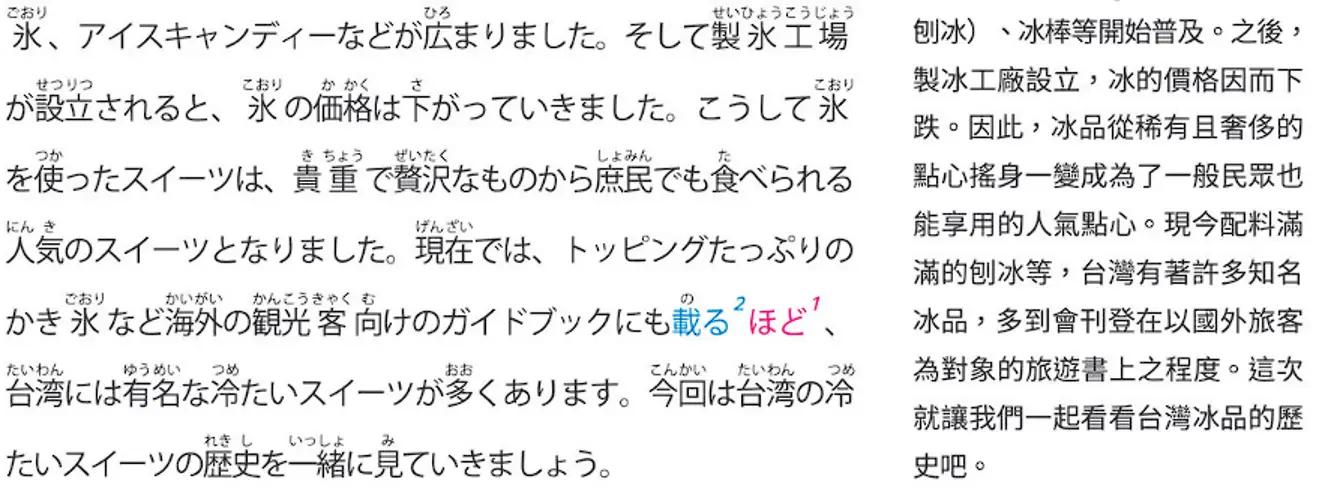 氷、アイスキャンディーなどが広まりました。そして製氷工場
が設立されると、氷の価格は下がっていきました。こうして氷
を使ったスイーツは、貴重で贅沢なものから庶民でも食べられる
人気のスイーツとなりました。現在では、トッピングたっぷりの
かき氷など海外の観光客向けのガイドブックにも載る2ほど1、
台湾には有名な冷たいスイーツが多くあります。今回は台湾の冷
たいスイーツの歴史を一緒に見ていきましょう。
刨冰）、冰棒等開始普及。之後，
製冰工廠設立，冰的價格因而下
跌。因此，冰品從稀有且奢侈的
點心搖身一變成為了一般民眾也
能享用的人氣點心。現今配料滿
滿的刨冰等，台灣有著許多知名
冰品，多到會刊登在以國外旅客
為對象的旅遊書上之程度。這次
就讓我們一起看看台灣冰品的歷
史吧。